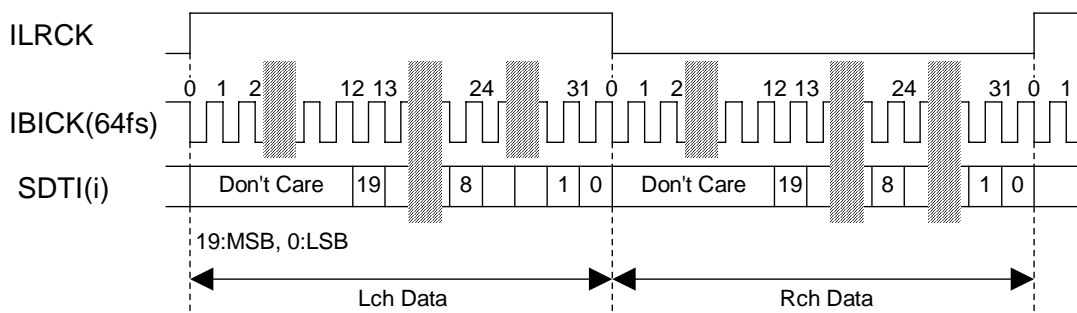 ILRCK
0 1 2 12 13 24 31 0 1 2 12 13 24 31 0 1
IBICK(64fs)
SDTI(i) Don't Care 19 8 1 0 Don't Care 19 8 1 0
19:MSB, 0:LSB
Lch Data Rch Data